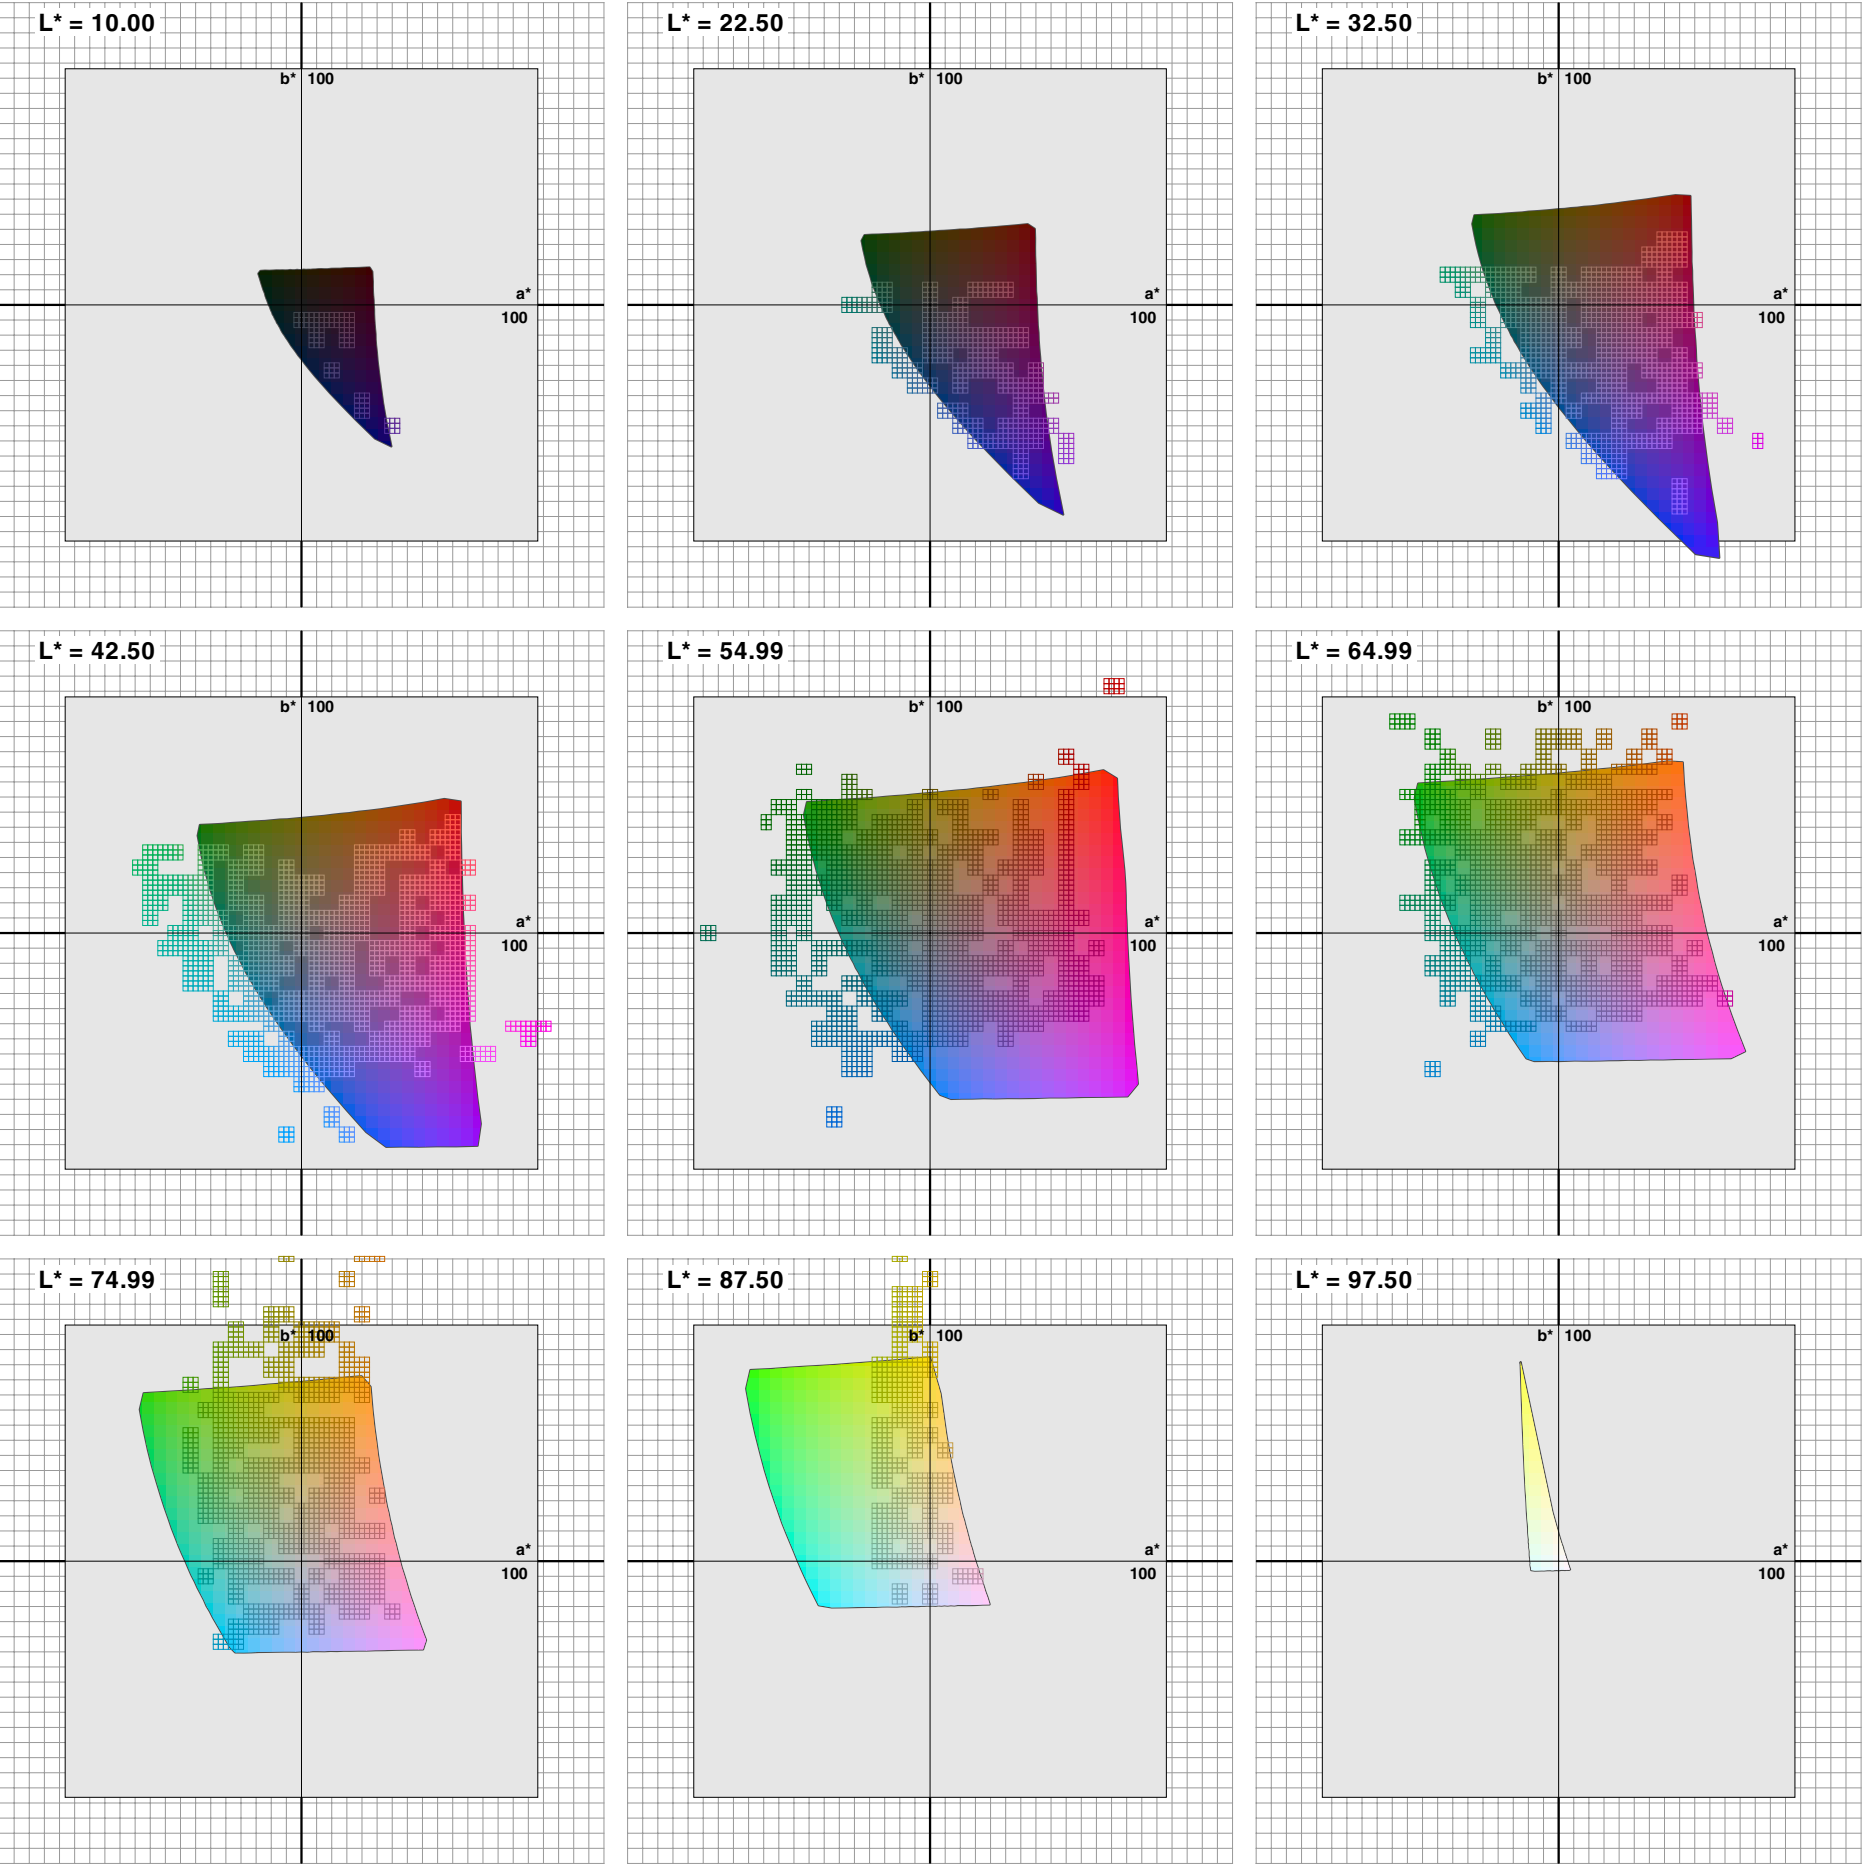 L* = 10.00
b* 100
a*
100
L* = 22.50
b* 100
a*
100
L* = 32.50
b* 100
a*
100
L* = 42.50
b* 100
a*
100
L* = 54.99
b* 100
a*
100
L* = 64.99
b* 100
a*
100
L* = 74.99
b* 100
a*
100
L* = 87.50
b* 100
a*
100
L* = 97.50
b* 100
a*
100